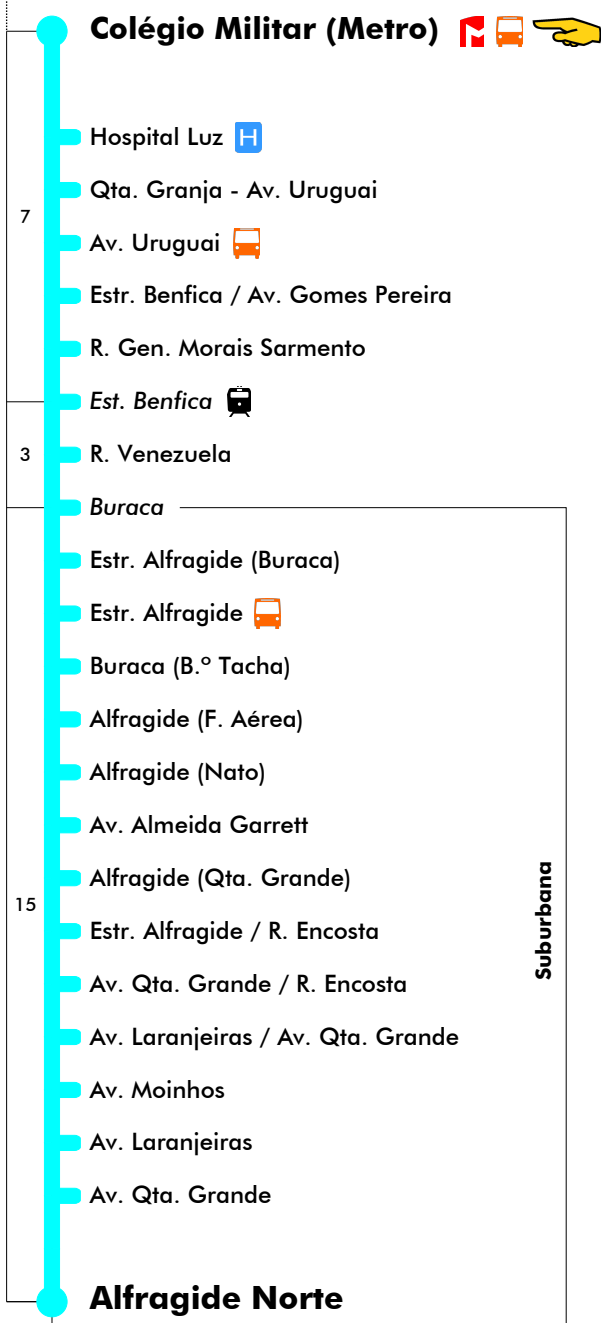 Colégio Militar (Metro)
Hospital Luz H
Qta. Granja - Av. Uruguai
7
Av. Uruguai
Estr. Benfica / Av. Gomes Pereira
R. Gen. Morais Sarmento
Est. Benfica
3
R. Venezuela
Buraca
Estr. Alfragide (Buraca)
Estr. Alfragide
Buraca (B.º Tacha)
Alfragide (F. Aérea)
Alfragide (Nato)
Av. Almeida Garrett
Alfragide (Qta. Grande)
15
Suburbana
Estr. Alfragide / R. Encosta
Av. Qta. Grande / R. Encosta
Av. Laranjeiras / Av. Qta. Grande
Av. Moinhos
Av. Laranjeiras
Av. Qta. Grande
Alfragide Norte